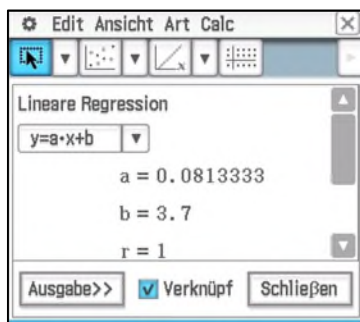 Edit Ansicht Art Calc
Lineare Regression
y=a·x+b
a = 0.0813333
b = 3.7
r = 1
Ausgabe>> Verknüpf Schließen